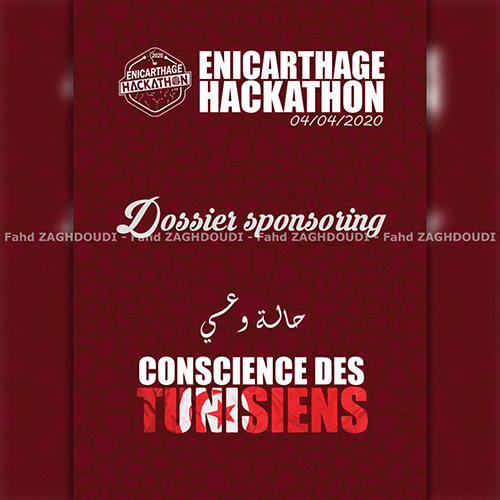 2020
ENICARTHAGE
HACKATHON
ENICARTHAGE
HACKATHON
04/04/2020
Dossier sponsoring
Fahd ZAGHDOUDI - Fahd ZAGHDOUDI - Fahd ZAGHDOUDI - Fahd ZAGHDOUDI
حالة وعي
CONSCIENCE DES
TUNISIENS